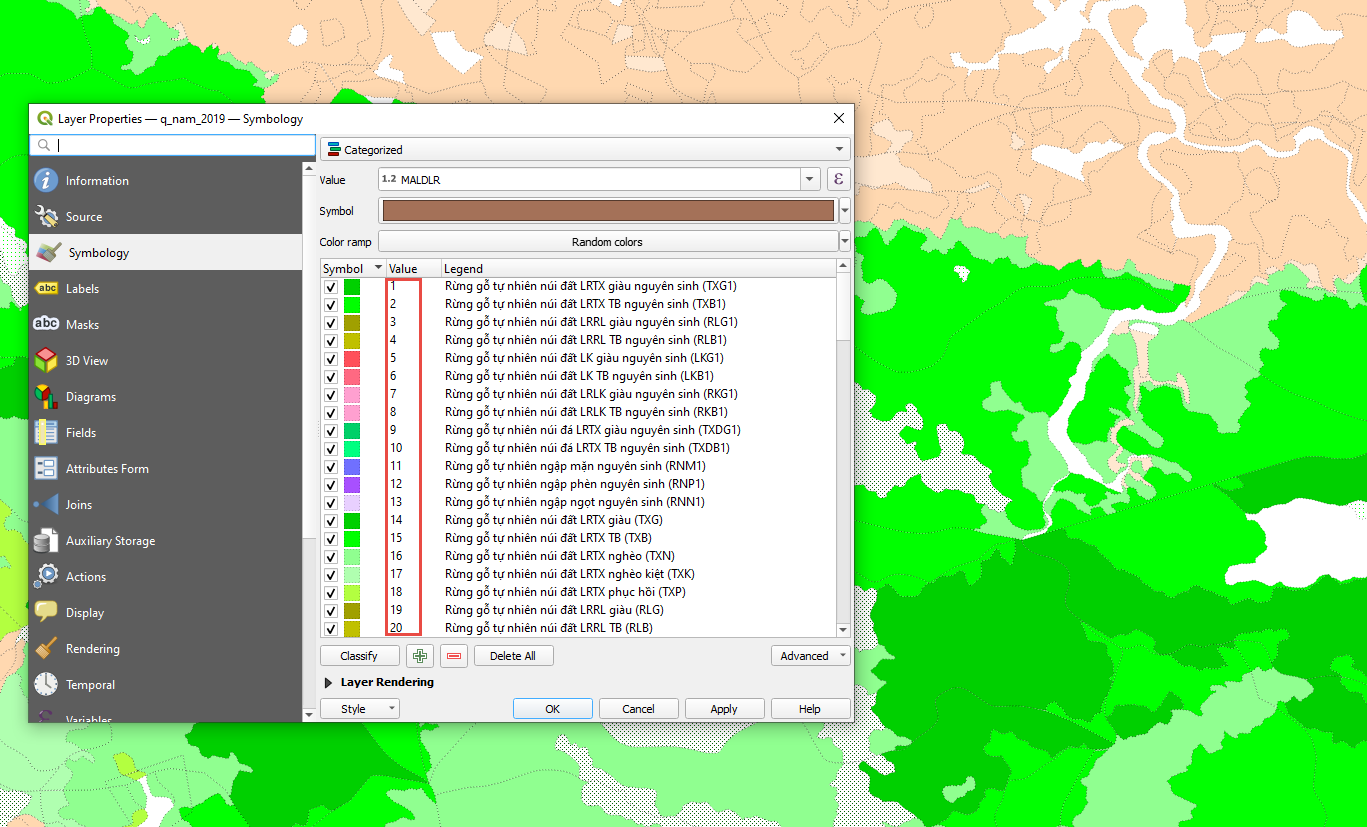 Layer Properties — q_nam_2019 — Symbology
Information
Source
Symbology
Labels
Masks
3D View
Diagrams
Fields
Attributes Form
Joins
Auxiliary Storage
Actions
Display
Rendering
Temporal
Variables
Categorized
Value 1.2 MALDLR ε
Symbol
Color ramp Random colors
Symbol Value Legend
1 Rừng gỗ tự nhiên núi đất LRTX giàu nguyên sinh (TXG1)
2 Rừng gỗ tự nhiên núi đất LRTX TB nguyên sinh (TXB1)
3 Rừng gỗ tự nhiên núi đất LRRL giàu nguyên sinh (RLG1)
4 Rừng gỗ tự nhiên núi đất LRRL TB nguyên sinh (RLB1)
5 Rừng gỗ tự nhiên núi đất LK giàu nguyên sinh (LKG1)
6 Rừng gỗ tự nhiên núi đất LK TB nguyên sinh (LKB1)
7 Rừng gỗ tự nhiên núi đất LRLK giàu nguyên sinh (RKG1)
8 Rừng gỗ tự nhiên núi đất LRLK TB nguyên sinh (RKB1)
9 Rừng gỗ tự nhiên núi đá LRTX giàu nguyên sinh (TXDG1)
10 Rừng gỗ tự nhiên núi đá LRTX TB nguyên sinh (TXDB1)
11 Rừng gỗ tự nhiên ngập mặn nguyên sinh (RNM1)
12 Rừng gỗ tự nhiên ngập phèn nguyên sinh (RNP1)
13 Rừng gỗ tự nhiên ngập ngọt nguyên sinh (RNN1)
14 Rừng gỗ tự nhiên núi đất LRTX giàu (TXG)
15 Rừng gỗ tự nhiên núi đất LRTX TB (TXB)
16 Rừng gỗ tự nhiên núi đất LRTX nghèo (TXN)
17 Rừng gỗ tự nhiên núi đất LRTX nghèo kiệt (TXK)
18 Rừng gỗ tự nhiên núi đất LRTX phục hồi (TXP)
19 Rừng gỗ tự nhiên núi đất LRRL giàu (RLG)
20 Rừng gỗ tự nhiên núi đất LRRL TB (RLB)
Classify Delete All Advanced
Layer Rendering
Style OK Cancel Apply Help